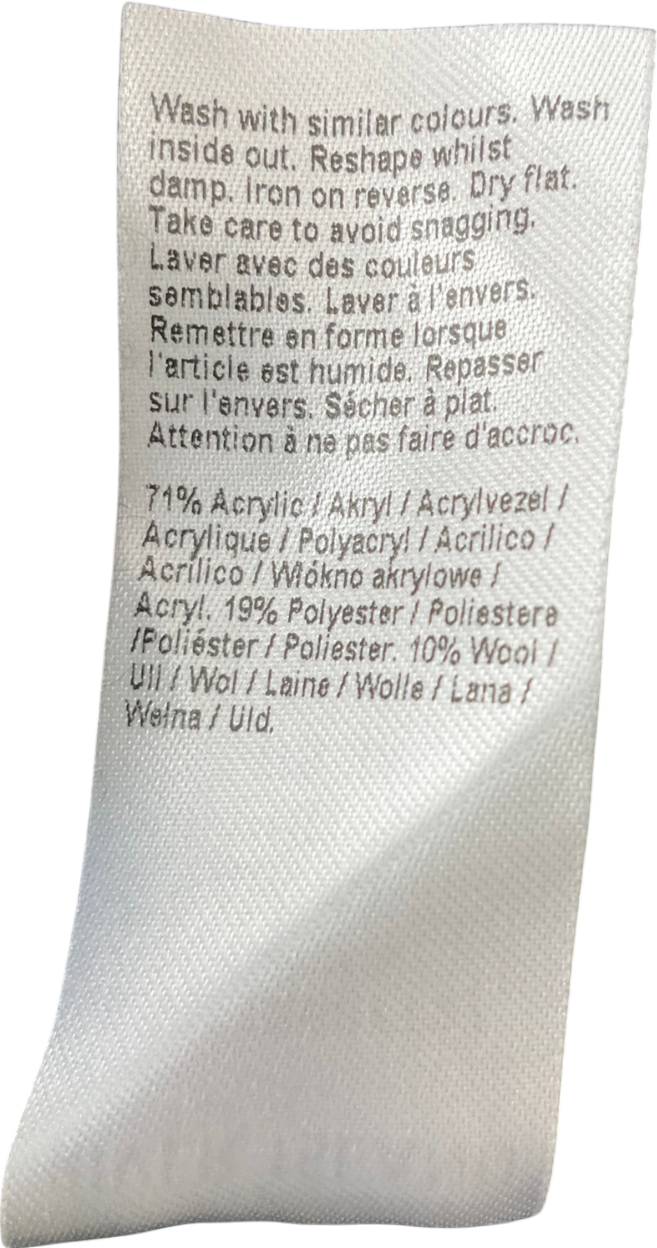 Wash with similar colours. Wash
inside out. Reshape whilst
damp. Iron on reverse. Dry flat.
Take care to avoid snagging.
Laver avec des couleurs
semblables. Laver à l'envers.
Remettre en forme lorsque
l'article est humide. Repasser
sur l'envers. Sécher à plat.
Attention à ne pas faire d'accroc.
71% Acrylic / Akryl / Acrylvezel /
Acrylique / Polyacryl / Acrilico /
Acrílico / Włókno akrylowe /
Acryl. 19% Polyester / Poliestere
/Poliéster / Poliester. 10% Wool /
Ull / Wol / Laine / Wolle / Lana /
Wełna / Uld.